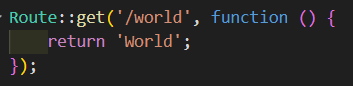 Route::get('/world', function () {
    return 'World';
});